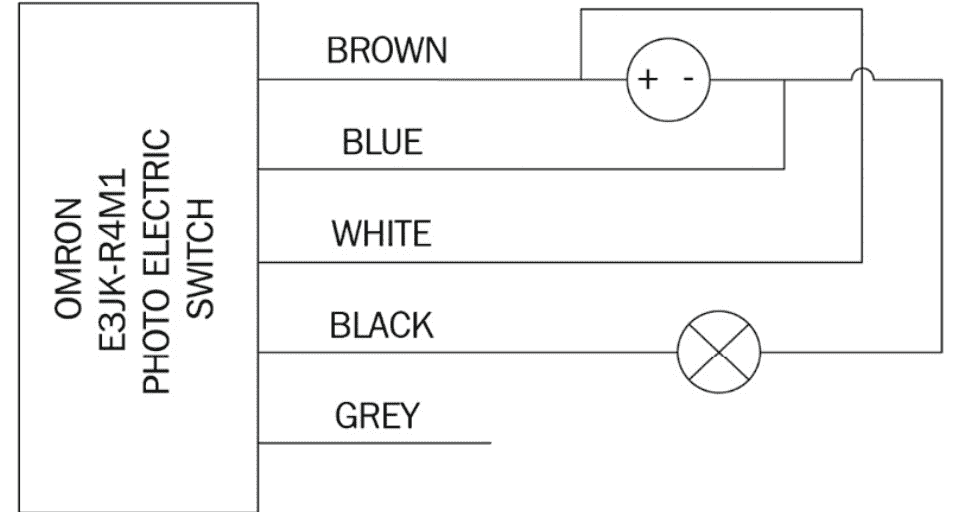 OMRON
E3JK-R4M1
PHOTO ELECTRIC
SWITCH
BROWN
+ -
BLUE
WHITE
BLACK
GREY